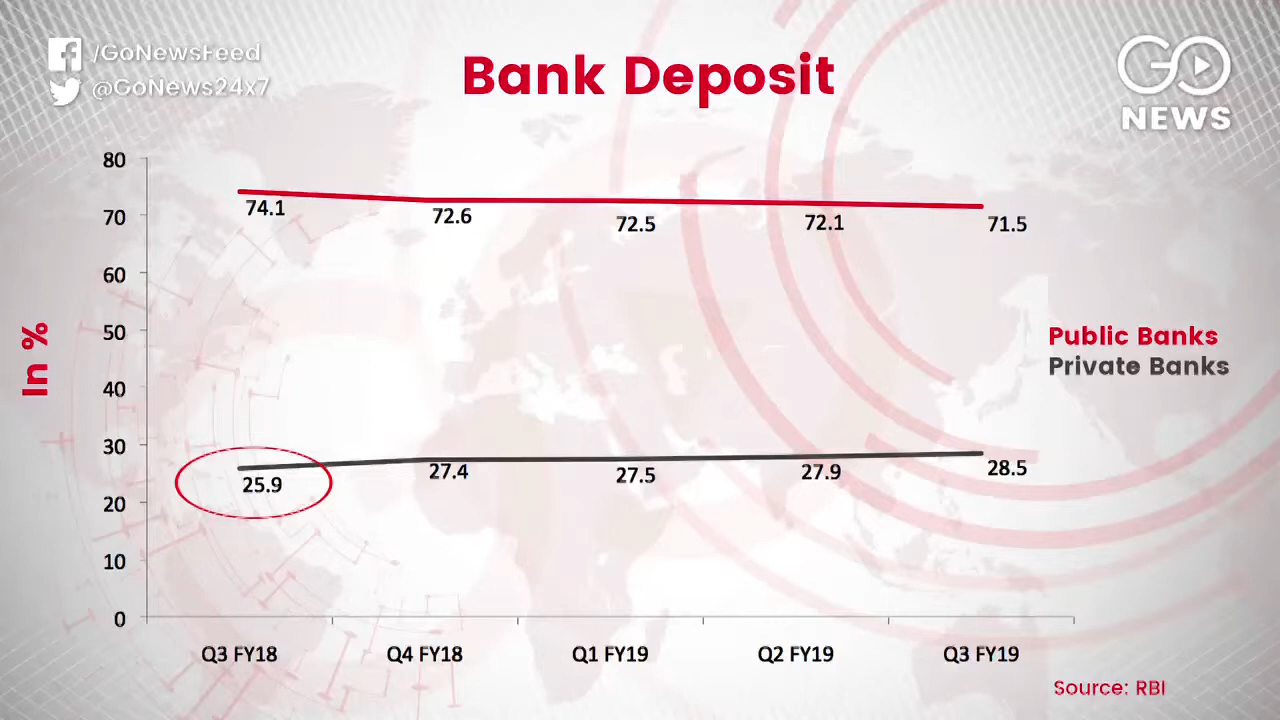 /GoNewsFeed
@GoNews24x7
Bank Deposit
GO
NEWS
In %
80
70
60
50
40
30
20
10
0
74.1
72.6
72.5
72.1
71.5
25.9
27.4
27.5
27.9
28.5
Public Banks
Private Banks
Q3 FY18
Q4 FY18
Q1 FY19
Q2 FY19
Q3 FY19
Source: RBI